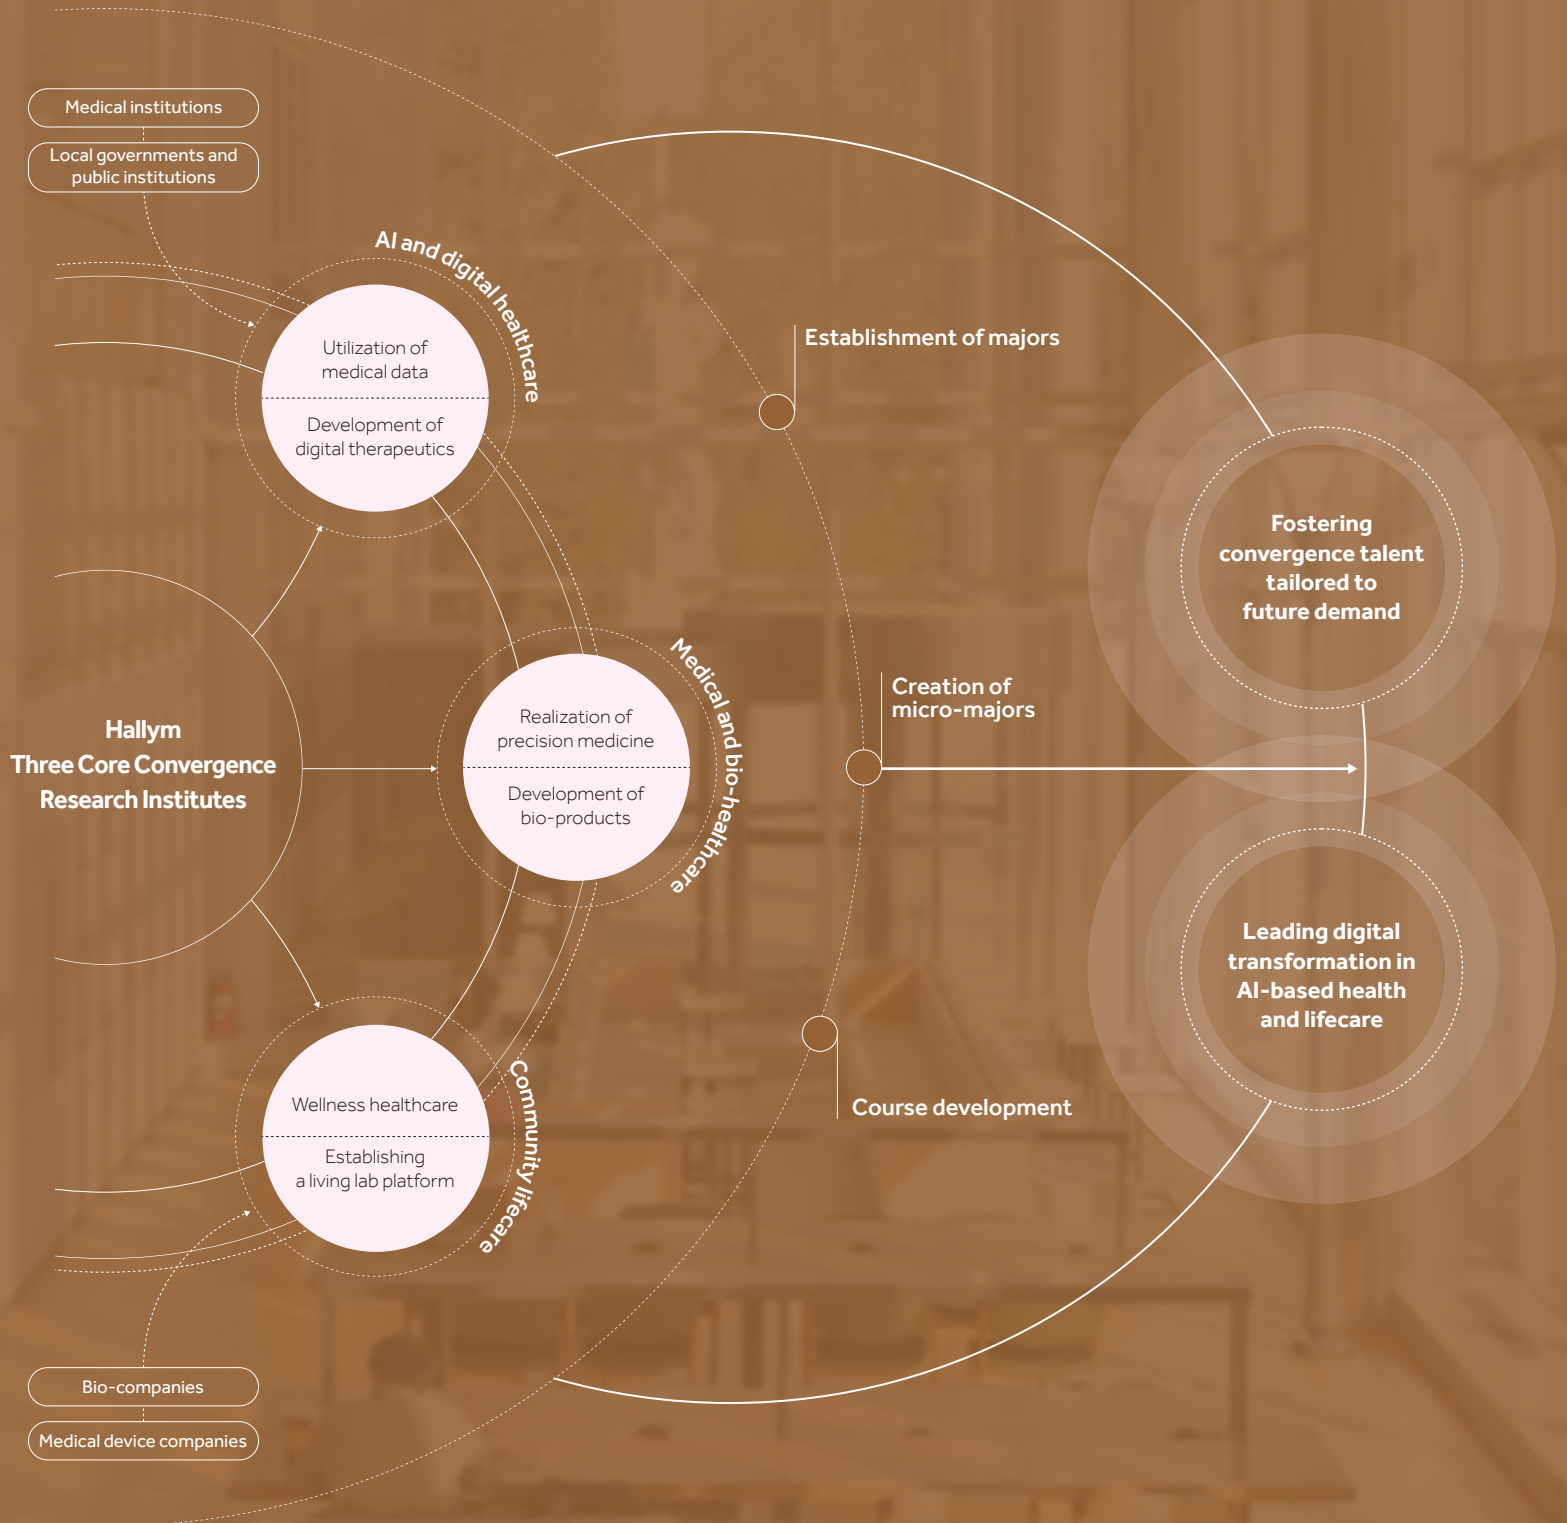 Medical institutions
Local governments and
public institutions
AI and digital healthcare
Utilization of
medical data
Development of
digital therapeutics
Establishment of majors
Fostering
convergence talent
tailored to
future demand
Hallym
Three Core Convergence
Research Institutes
Medical and bio-healthcare
Realization of
precision medicine
Development of
bio-products
Creation of
micro-majors
Leading digital
transformation in
AI-based health
and lifecare
Community lifecare
Wellness healthcare
Establishing
a living lab platform
Course development
Bio-companies
Medical device companies